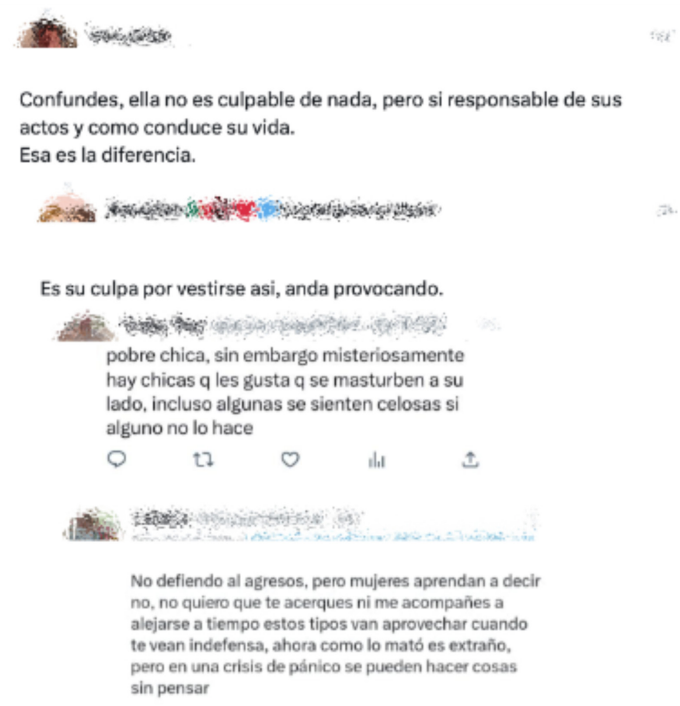 Confundes, ella no es culpable de nada, pero si responsable de sus
actos y como conduce su vida.
Esa es la diferencia.
Es su culpa por vestirse asi, anda provocando.
pobre chica, sin embargo misteriosamente
hay chicas q les gusta q se masturben a su
lado, incluso algunas se sienten celosas si
alguno no lo hace
No defiendo al agresos, pero mujeres aprendan a decir
no, no quiero que te acerques ni me acompañes a
alejarse a tiempo estos tipos van aprovechar cuando
te vean indefensa, ahora como lo mató es extraño,
pero en una crisis de pánico se pueden hacer cosas
sin pensar